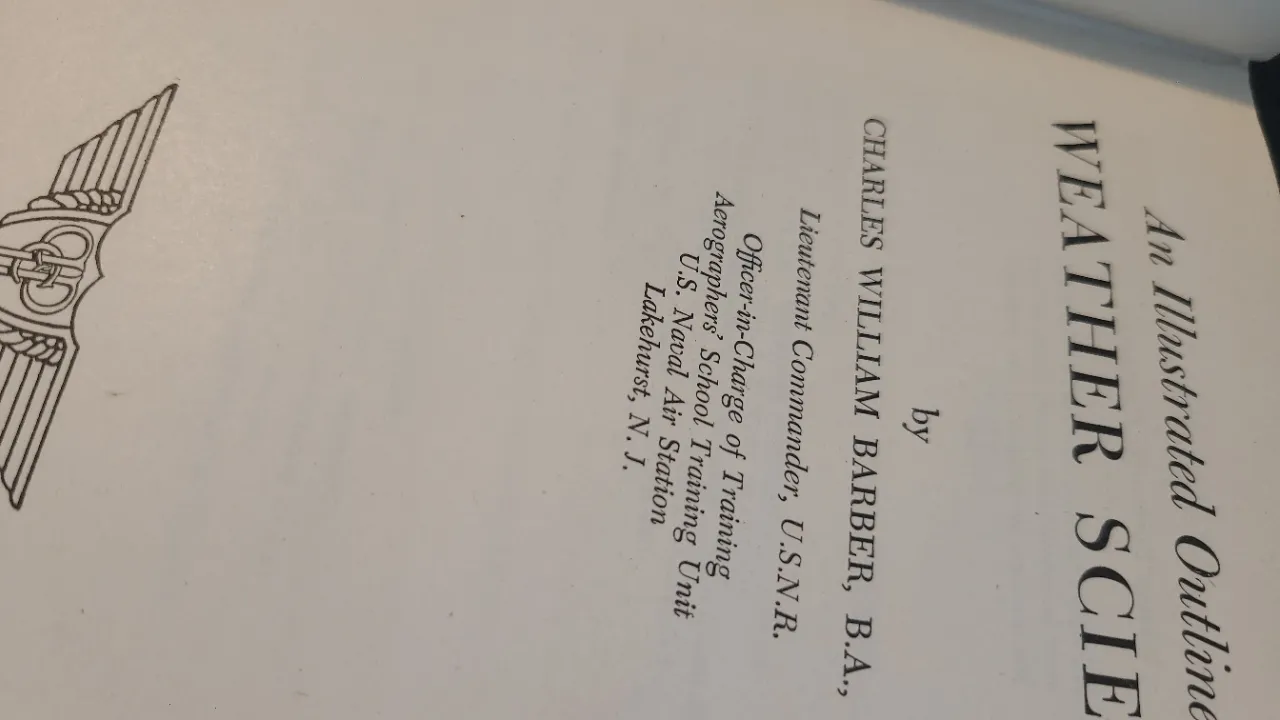 An Illustrated Outline
WEATHER SCIE
by
CHARLES WILLIAM BARBER, B.A.,
Lieutenant Commander, U.S.N.R.
Officer-in-Charge of Training
Aerographers' School Training Unit
U.S. Naval Air Station
Lakehurst, N. J.